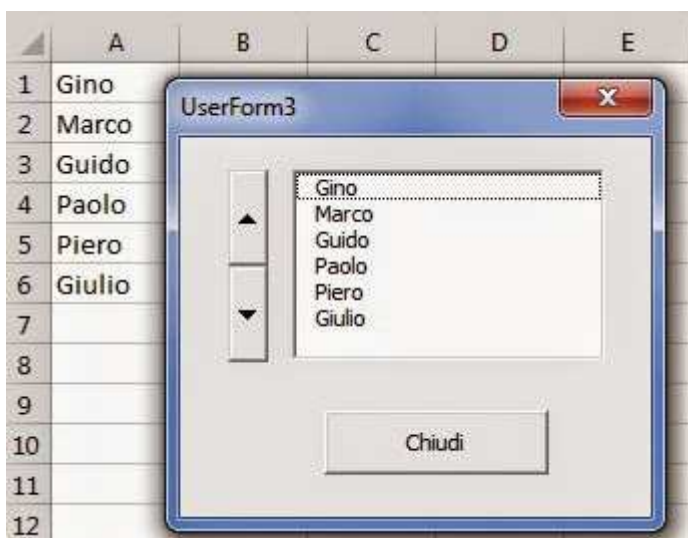 A B C D E
1 Gino
2 Marco
3 Guido
4 Paolo
5 Piero
6 Giulio
7
8
9
10
11
12
UserForm3
Gino
Marco
Guido
Paolo
Piero
Giulio
Chiudi